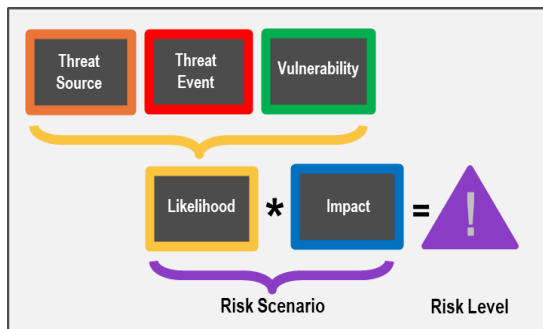 Threat
Source
Threat
Event
Vulnerability
Likelihood
*
Impact
=
!
Risk Scenario
Risk Level